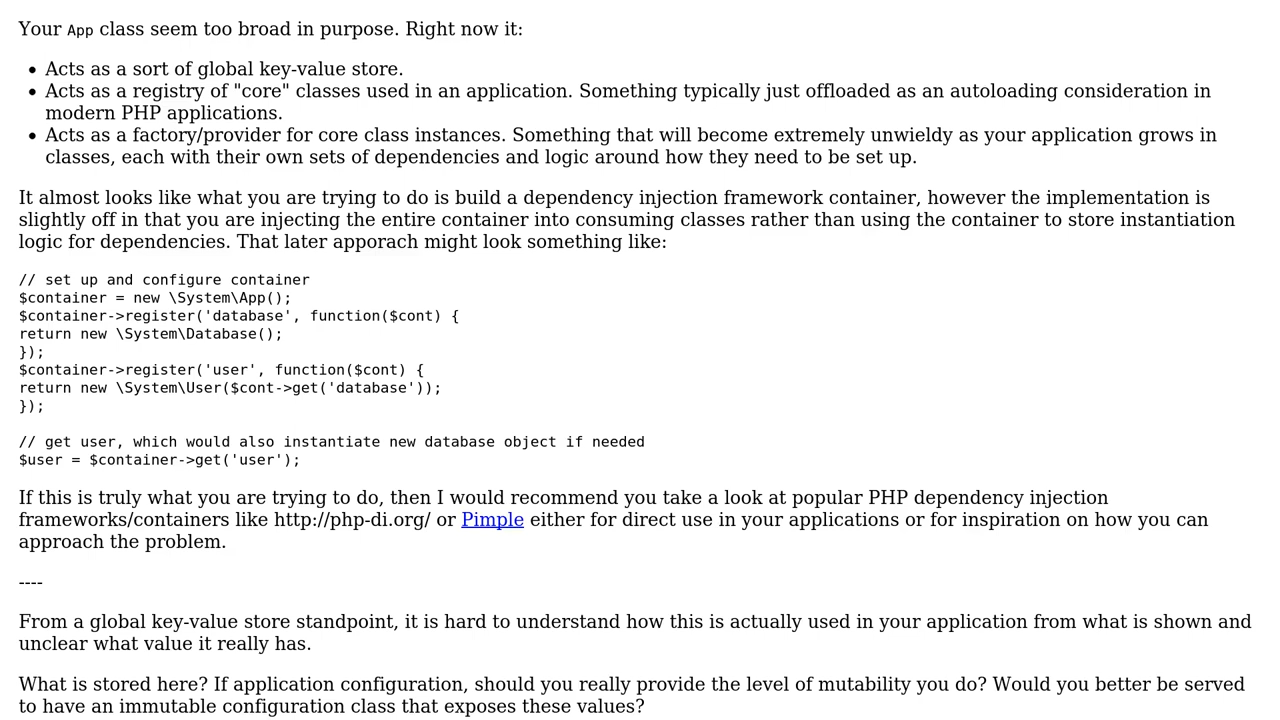 Your App class seem too broad in purpose. Right now it:
• Acts as a sort of global key-value store.
• Acts as a registry of "core" classes used in an application. Something typically just offloaded as an autoloading consideration in
modern PHP applications.
• Acts as a factory/provider for core class instances. Something that will become extremely unwieldy as your application grows in
classes, each with their own sets of dependencies and logic around how they need to be set up.
It almost looks like what you are trying to do is build a dependency injection framework container, however the implementation is
slightly off in that you are injecting the entire container into consuming classes rather than using the container to store instantiation
logic for dependencies. That later apporach might look something like:
// set up and configure container
$container = new \System\App();
$container->register('database', function($cont) {
return new \System\Database();
});
$container->register('user', function($cont) {
return new \System\User($cont->get('database'));
});
// get user, which would also instantiate new database object if needed
$user = $container->get('user');
If this is truly what you are trying to do, then I would recommend you take a look at popular PHP dependency injection
frameworks/containers like http://php-di.org/ or Pimple either for direct use in your applications or for inspiration on how you can
approach the problem.
----
From a global key-value store standpoint, it is hard to understand how this is actually used in your application from what is shown and
unclear what value it really has.
What is stored here? If application configuration, should you really provide the level of mutability you do? Would you better be served
to have an immutable configuration class that exposes these values?